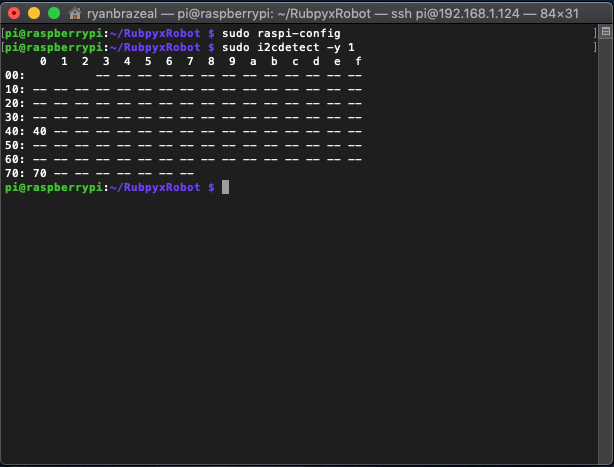 ryanbrazeal — pi@raspberrypi: ~/RubpyxRobot — ssh pi@192.168.1.124 — 84×31
[pi@raspberrypi:~/RubpyxRobot $ sudo raspi-config ]
[pi@raspberrypi:~/RubpyxRobot $ sudo i2cdetect -y 1 ]
     0  1  2  3  4  5  6  7  8  9  a  b  c  d  e  f
00:          -- -- -- -- -- -- -- -- -- -- -- -- --
10: -- -- -- -- -- -- -- -- -- -- -- -- -- -- -- --
20: -- -- -- -- -- -- -- -- -- -- -- -- -- -- -- --
30: -- -- -- -- -- -- -- -- -- -- -- -- -- -- -- --
40: 40 -- -- -- -- -- -- -- -- -- -- -- -- -- -- --
50: -- -- -- -- -- -- -- -- -- -- -- -- -- -- -- --
60: -- -- -- -- -- -- -- -- -- -- -- -- -- -- -- --
70: 70 -- -- -- -- -- -- --
pi@raspberrypi:~/RubpyxRobot $